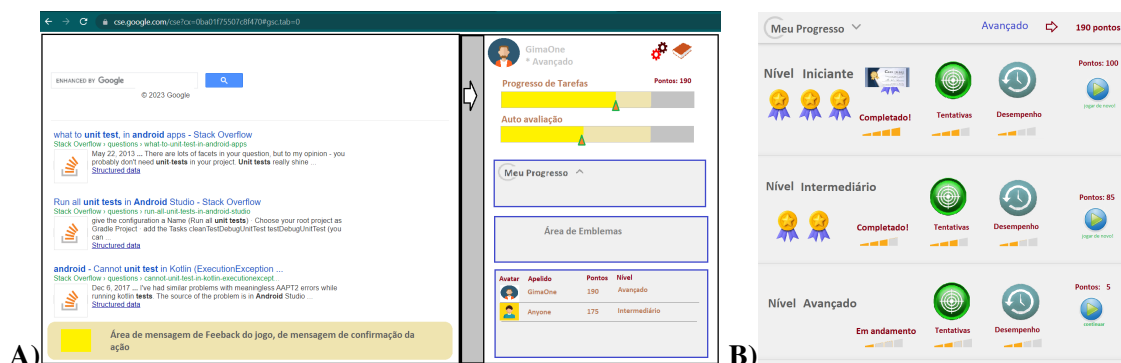 cse.google.com/cse?cx=0ba01f75507c8f470#gsc.tab=0
ENHANCED BY Google
© 2023 Google
what to unit test, in android apps - Stack Overflow
Stack Overflow › questions › what-to-unit-test-in-android-apps
May 22, 2013 ... There are lots of facets in your question, but to my opinion - you
probably don't need unit-tests in your project. Unit tests really shine ...
Structured data
Run all unit tests in Android Studio - Stack Overflow
Stack Overflow › questions › run-all-unit-tests-in-android-studio
give the configuration a Name (Run all unit tests) · Choose your root project as
Gradle Project · add the Tasks cleanTestDebugUnitTest testDebugUnitTest (you
can ...
Structured data
android - Cannot unit test in Kotlin (ExecutionException ...
Stack Overflow › questions › cannot-unit-test-in-kotlin-executionexcept...
Dec 6, 2017 ... I've had similar problems with meaningless AAPT2 errors while
running kotlin tests. The source of the problem is in Android Studio ...
Structured data
Área de mensagem de Feeback do jogo, de mensagem de confirmação da
ação
A)
GimaOne
* Avançado
Progresso de Tarefas
Pontos: 190
Auto avaliação
Meu Progresso
Área de Emblemas
Avatar Apelido Pontos Nível
GimaOne 190 Avançado
Anyone 175 Intermediário
B)
Meu Progresso
Avançado
190 pontos
Nível Iniciante
Completado!
Tentativas
Desempenho
Pontos: 100
jogar de novo!
Nível Intermediário
Completado!
Tentativas
Desempenho
Pontos: 85
jogar de novo!
Nível Avançado
Em andamento
Tentativas
Desempenho
Pontos: 5
continue